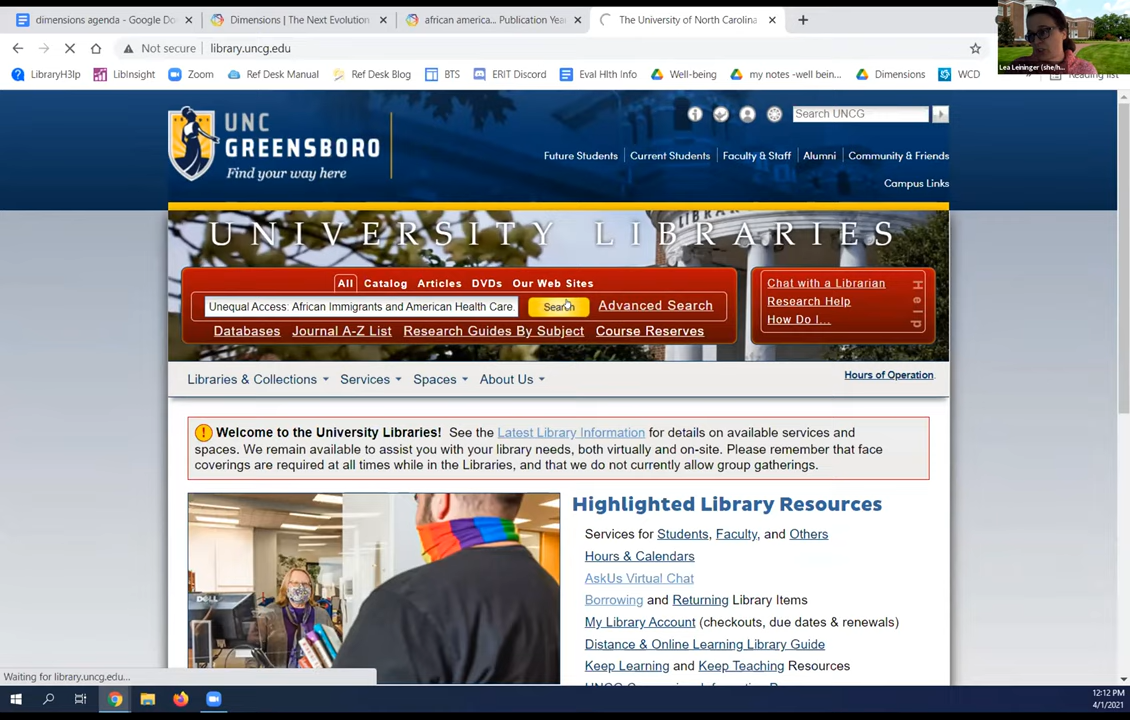 dimensions agenda - Google Do
Dimensions | The Next Evolution
african america... Publication Yea
The University of North Carolina
Not secure | library.uncg.edu
LibraryH3lp
LibInsight
Zoom
Ref Desk Manual
Ref Desk Blog
BTS
ERIT Discord
Eval Hlth Info
Well-being
my notes -well bein...
Dimensions
WCD
»
Reading list
Lea Leininger (she/h...
UNC
GREENSBORO
Find your way here
Search UNCG
Future Students
Current Students
Faculty & Staff
Alumni
Community & Friends
Campus Links
LIBRARY
UNIVERSITY LIBRARIES
All
Catalog
Articles
DVDs
Our Web Sites
Unequal Access: African Immigrants and American Health Care.
Search
Advanced Search
Databases
Journal A-Z List
Research Guides By Subject
Course Reserves
Chat with a Librarian
Research Help
How Do I...
Help
Libraries & Collections
Services
Spaces
About Us
Hours of Operation
! Welcome to the University Libraries! See the Latest Library Information for details on available services and
spaces. We remain available to assist you with your library needs, both virtually and on-site. Please remember that face
coverings are required at all times while in the Libraries, and that we do not currently allow group gatherings.
DELL
Highlighted Library Resources
Services for Students, Faculty, and Others
Hours & Calendars
AskUs Virtual Chat
Borrowing and Returning Library Items
My Library Account (checkouts, due dates & renewals)
Distance & Online Learning Library Guide
Keep Learning and Keep Teaching Resources
Waiting for library.uncg.edu...
12:12 PM
4/1/2021